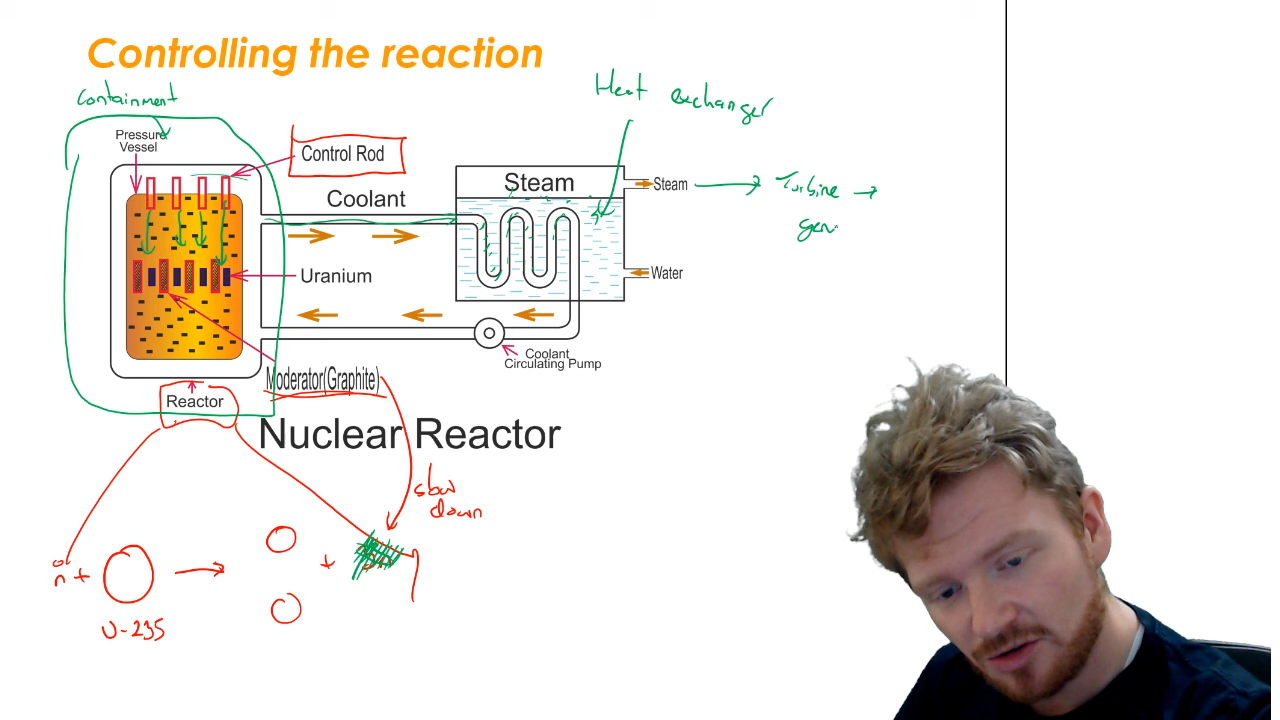 Controlling the reaction
Containment
Heat exchanger
Pressure
Vessel
Control Rod
Steam
Steam
Turbine
Coolant
gen
Uranium
Water
Coolant
Circulating Pump
Moderator(Graphite)
Reactor
Nuclear Reactor
slow
down
n +
+
U-235